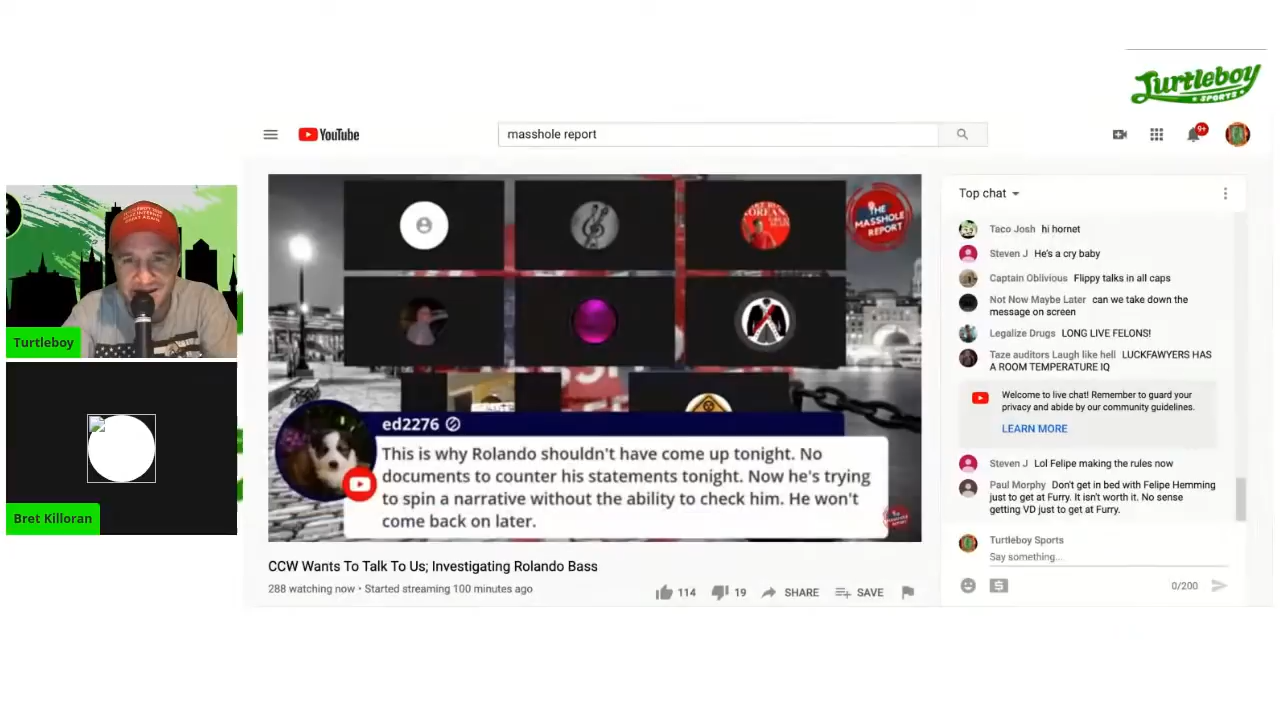 Turtleboy
SPORTS
YouTube
masshole report
9+
Turtleboy
Bret Killoran
THE
MASSHOLE
REPORT
ed2276
This is why Rolando shouldn't have come up tonight. No
documents to counter his statements tonight. Now he's trying
to spin a narrative without the ability to check him. He won't
come back on later.
CCW Wants To Talk To Us; Investigating Rolando Bass
288 watching now • Started streaming 100 minutes ago
114
19
SHARE
SAVE
Top chat
Taco Josh hi hornet
Steven J He's a cry baby
Captain Oblivious Flippy talks in all caps
Not Now Maybe Later can we take down the
message on screen
Legalize Drugs LONG LIVE FELONS!
Taze auditors Laugh like hell LUCKFAWYERS HAS
A ROOM TEMPERATURE IQ
Welcome to live chat! Remember to guard your
privacy and abide by our community guidelines.
LEARN MORE
Steven J Lol Felipe making the rules now
Paul Morphy Don't get in bed with Felipe Hemming
just to get at Furry. It isn't worth it. No sense
getting VD just to get at Furry.
Turtleboy Sports
Say something...
0/200